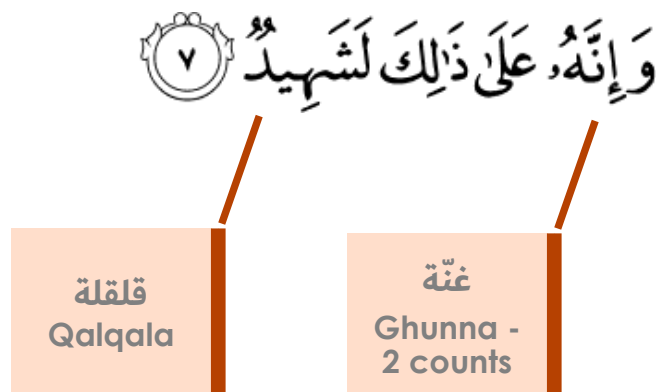 وَإِنَّهُۥ عَلَىٰ ذَٰلِكَ لَشَهِيدٌ ٧
غنّة
Ghunna -
2 counts
قلقلة
Qalqala